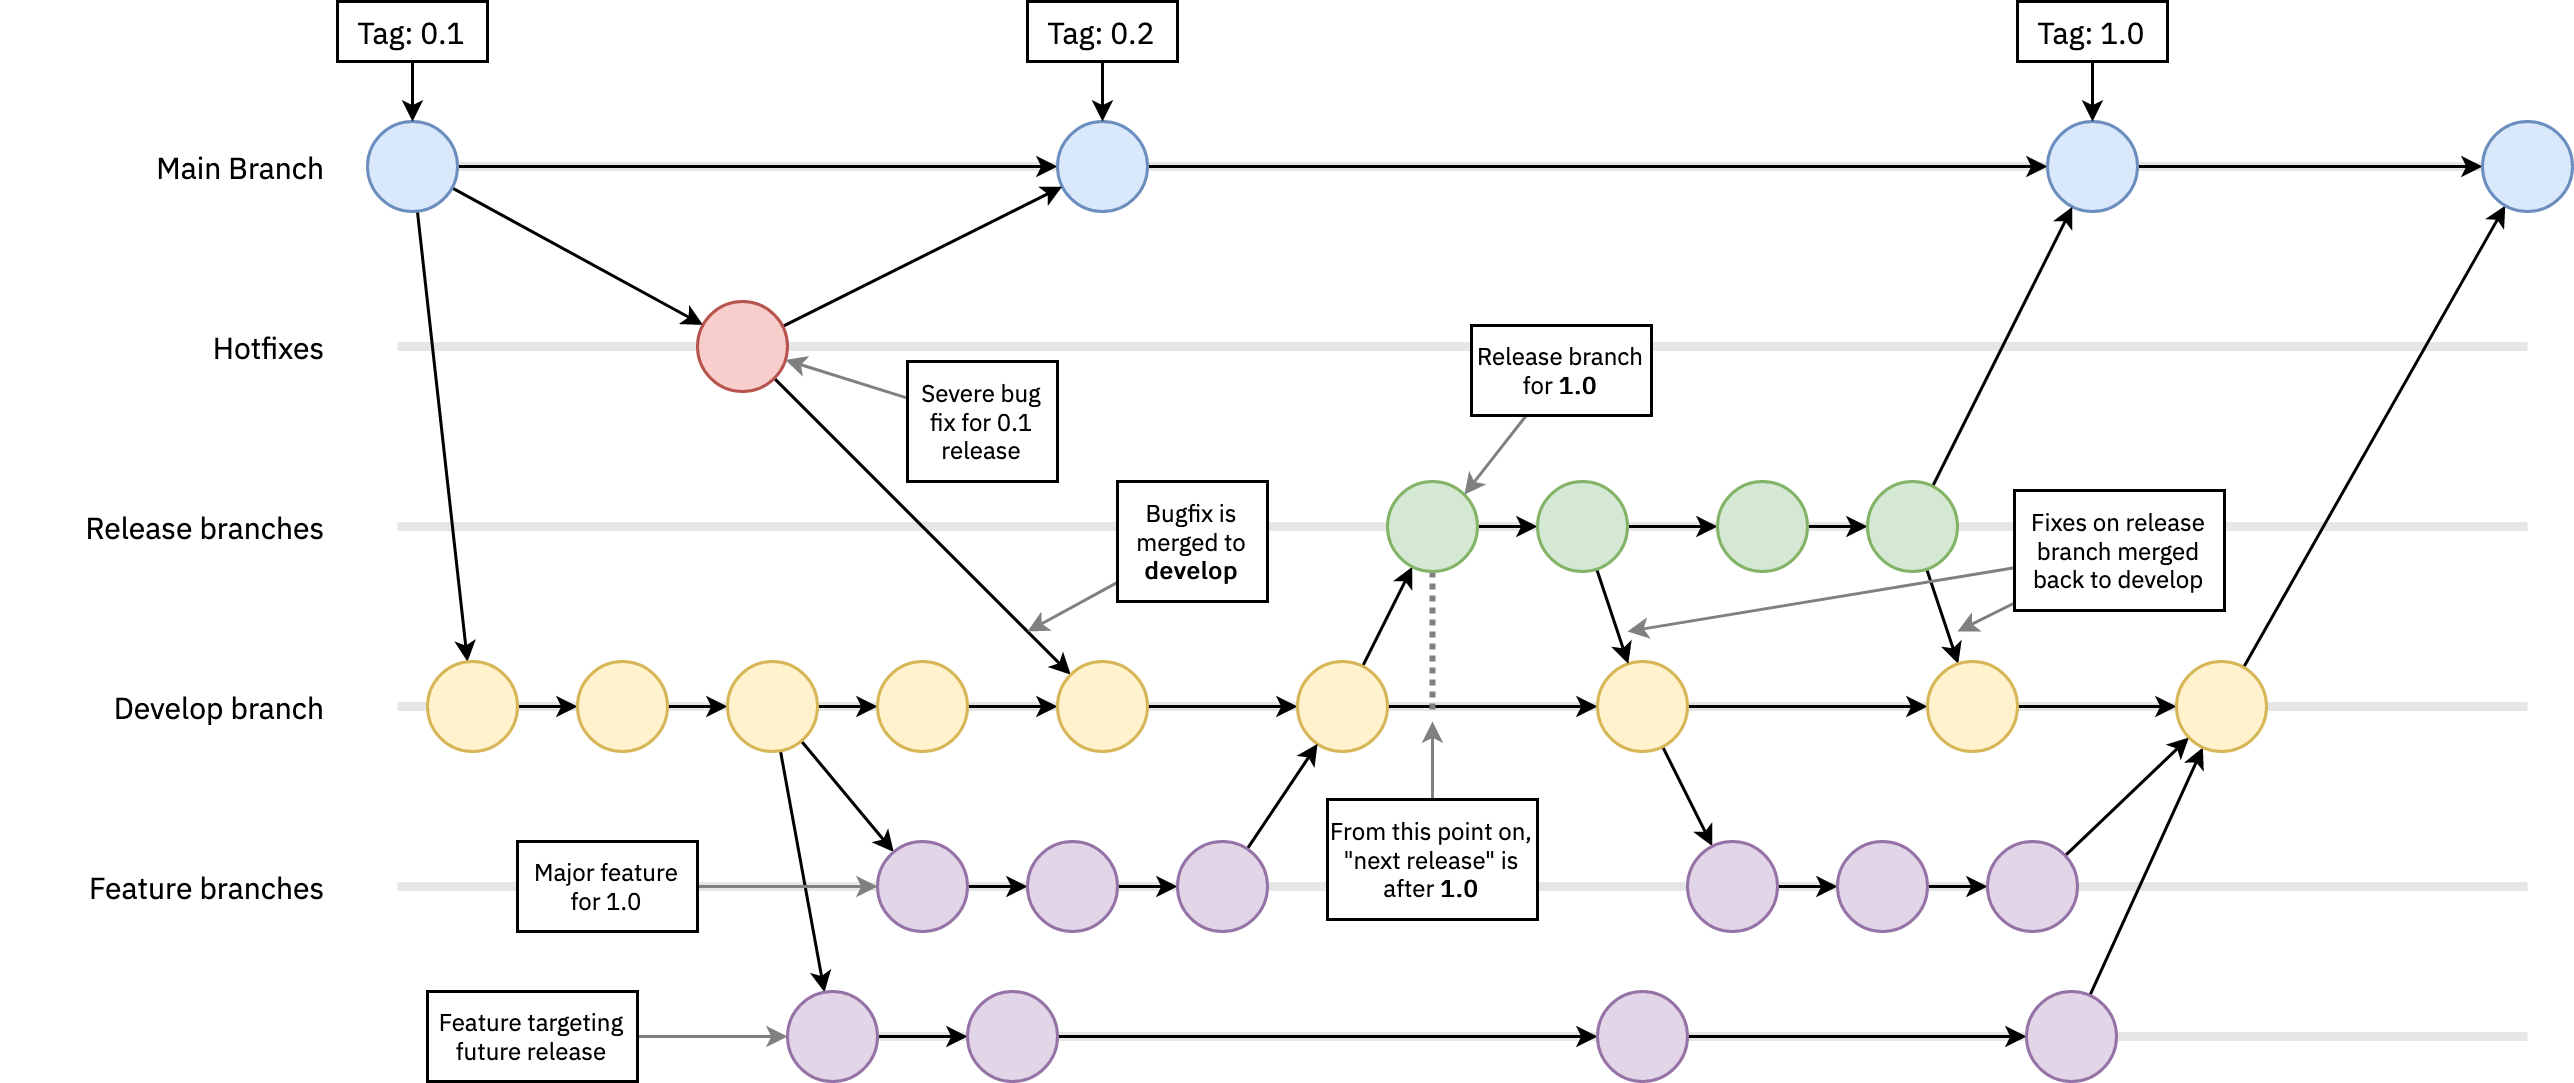 Tag: 0.1
Tag: 0.2
Tag: 1.0
Main Branch
Hotfixes
Severe bug
fix for 0.1
release
Release branch
for 1.0
Release branches
Bugfix is
merged to
develop
Fixes on release
branch merged
back to develop
Develop branch
Feature branches
Major feature
for 1.0
From this point on,
"next release" is
after 1.0
Feature targeting
future release